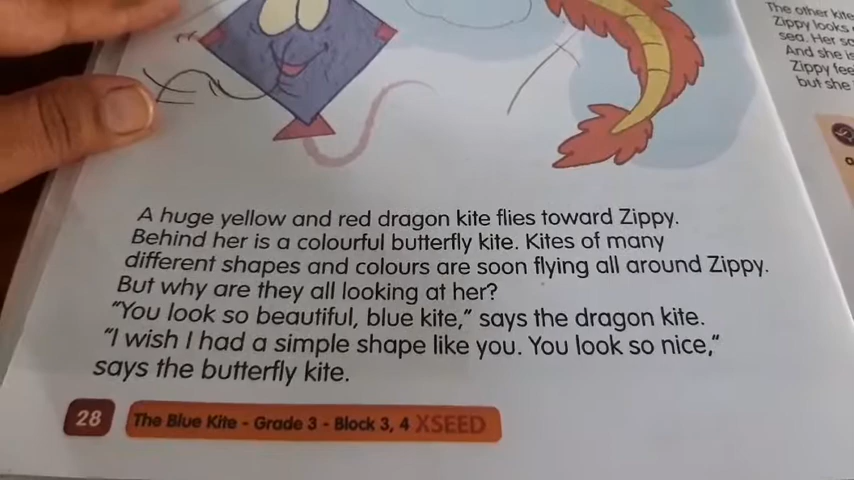 A huge yellow and red dragon kite flies toward Zippy.
Behind her is a colourful butterfly kite. Kites of many
different shapes and colours are soon flying all around Zippy.
But why are they all looking at her?
"You look so beautiful, blue kite," says the dragon kite.
"I wish I had a simple shape like you. You look so nice,"
says the butterfly kite.
28
The Blue Kite - Grade 3 - Block 3, 4 XSEED
The other kite
Zippy looks
sea. Her
And she is
Zippy
but she